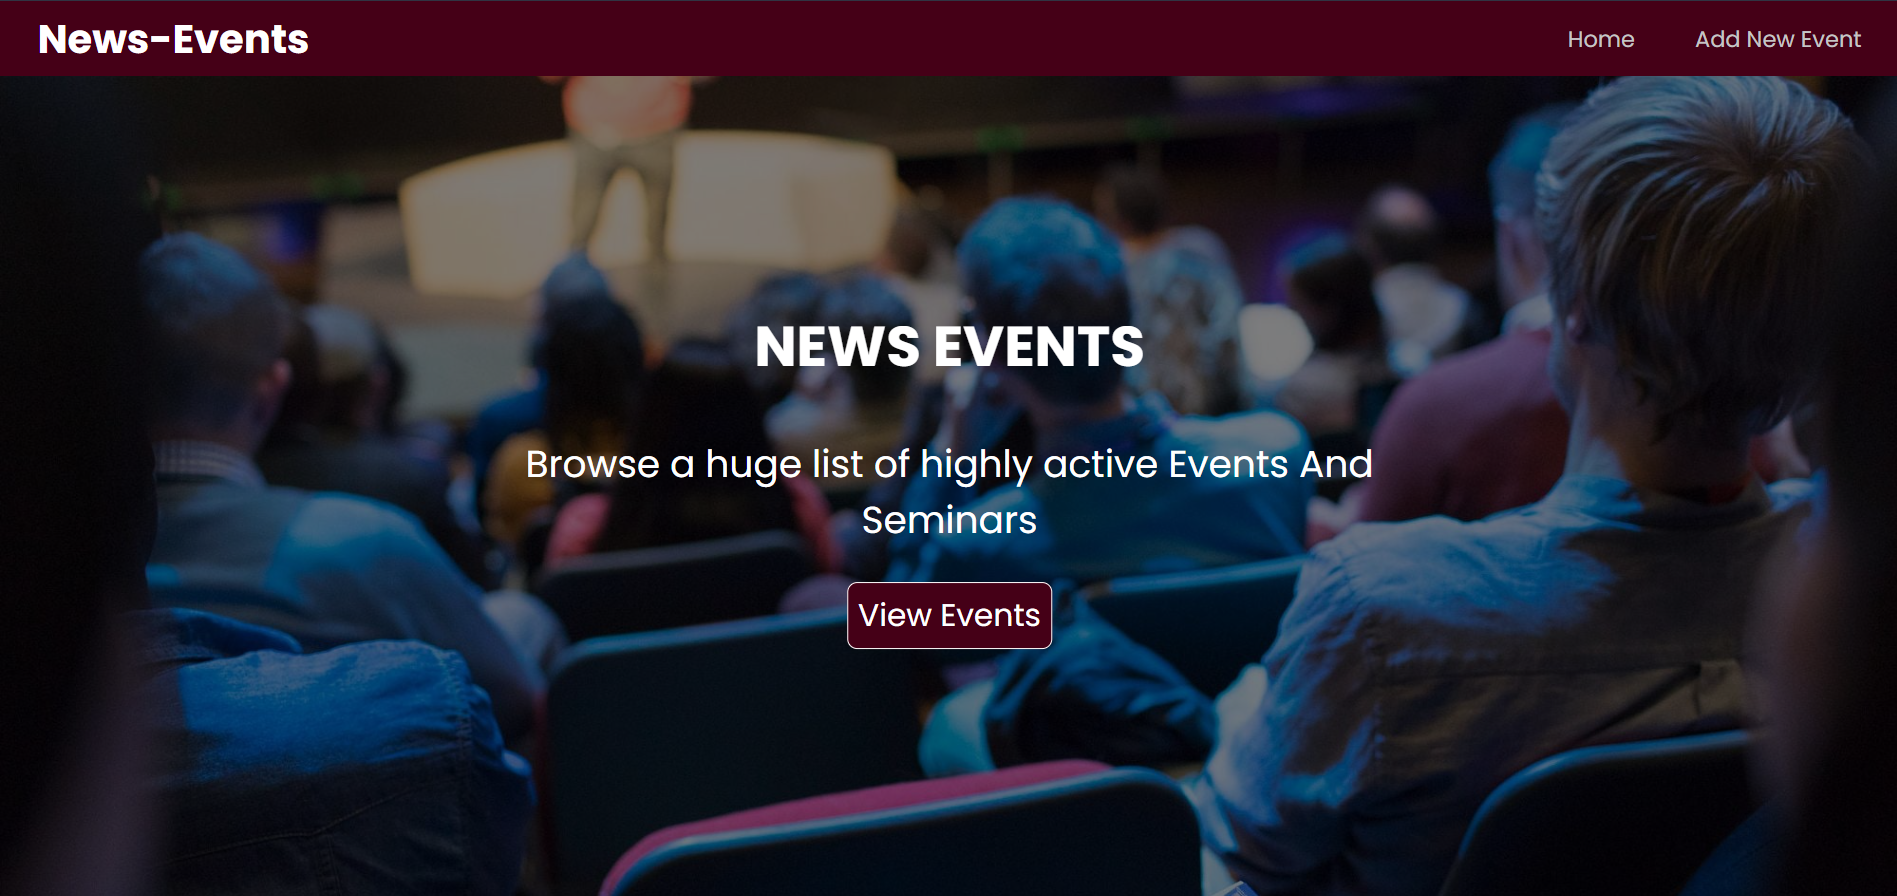 News-Events
Home
Add New Event
NEWS EVENTS
Browse a huge list of highly active Events And
Seminars
View Events